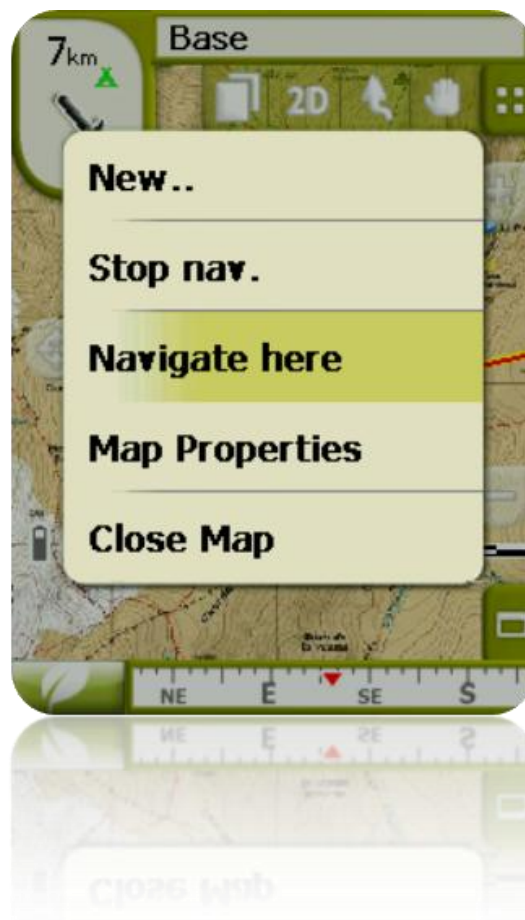 7km
Base
2D
New..
Stop nav.
Navigate here
Map Properties
Close Map
NE E SE S